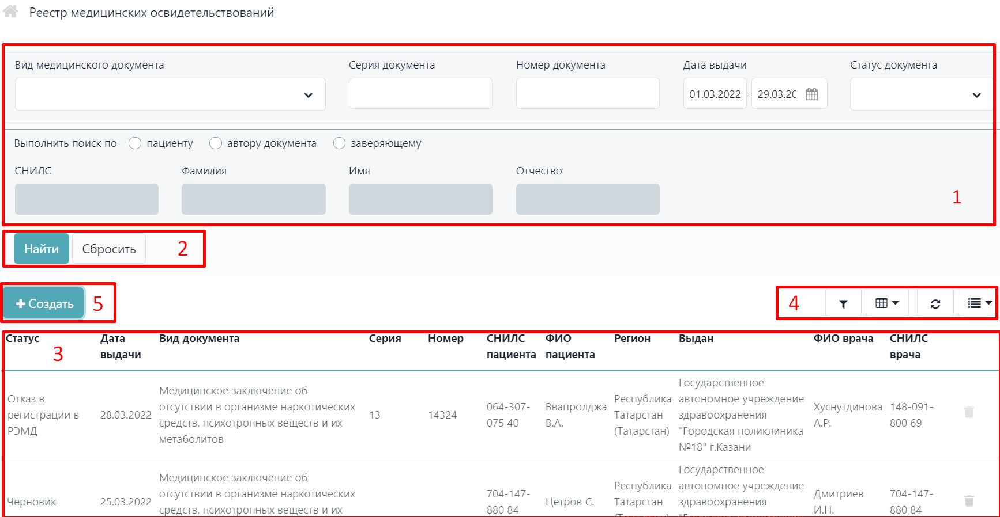 Реестр медицинских освидетельствований
Вид медицинского документа
Серия документа
Номер документа
Дата выдачи
Статус документа
01.03.2022 - 29.03.20
Выполнить поиск по пациенту автору документа заверяющему
СНИЛС
Фамилия
Имя
Отчество
1
Найти
Сбросить
2
+ Создать
5
4
Статус
Дата
выдачи
Вид документа
Серия
Номер
СНИЛС
пациента
ФИО
пациента
Регион
Выдан
ФИО врача
СНИЛС
врача
3
Отказ в
регистрации в
РЭМД
28.03.2022
Медицинское заключение об
отсутствии в организме наркотических
средств, психотропных веществ и их
метаболитов
13
14324
064-307-
075 40
Ввапролджэ
В.А.
Республика
Татарстан
(Татарстан)
Государственное
автономное учреждение
здравоохранения
"Городская поликлиника
№18" г.Казани
Хуснутдинова
А.Р.
148-091-
800 69
Черновик
25.03.2022
Медицинское заключение об
отсутствии в организме наркотических
средств, психотропных веществ и их
704-147-
880 84
Цетров С.
Республика
Татарстан
(Татарстан)
Государственное
автономное учреждение
здравоохранения
"Городская поликлиника
Дмитриев
И.Н.
704-147-
880 84